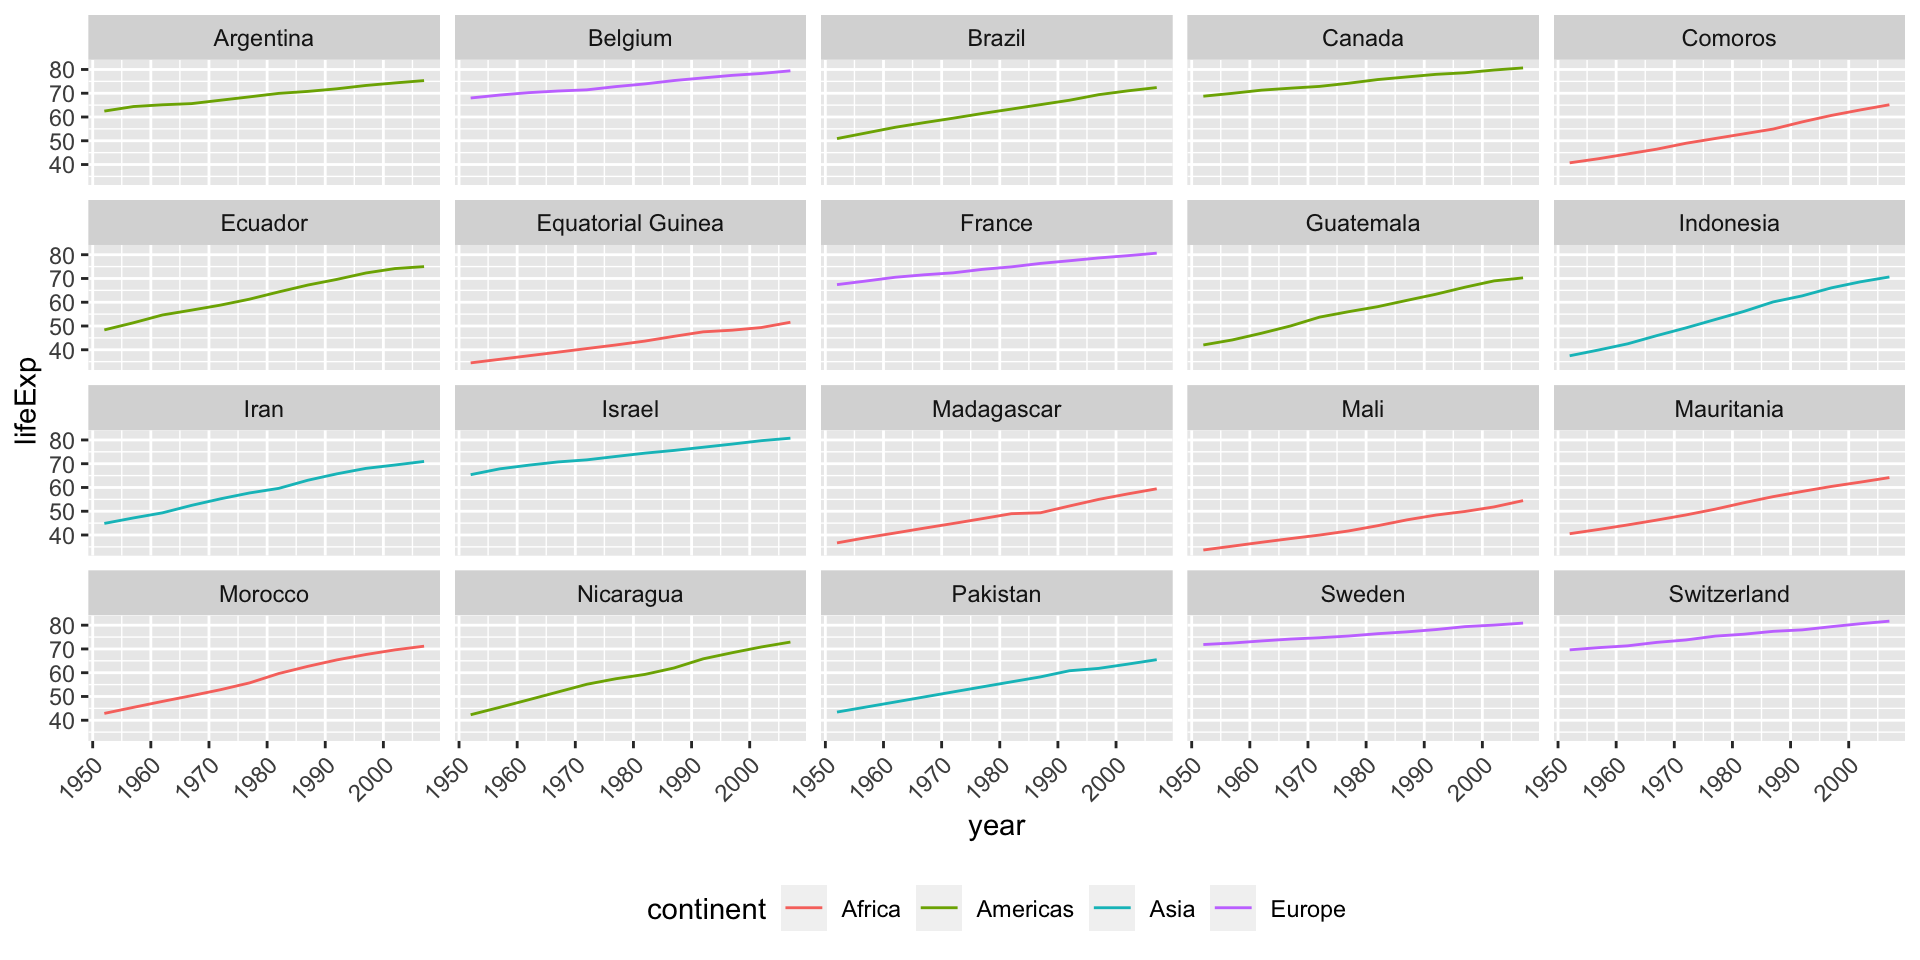 Argentina Belgium Brazil Canada Comoros
80
70
60
50
40
Ecuador Equatorial Guinea France Guatemala Indonesia
80
70
60
50
40
lifeExp
Iran Israel Madagascar Mali Mauritania
80
70
60
50
40
Morocco Nicaragua Pakistan Sweden Switzerland
80
70
60
50
40
1950 1960 1970 1980 1990 2000 1950 1960 1970 1980 1990 2000 1950 1960 1970 1980 1990 2000 1950 1960 1970 1980 1990 2000 1950 1960 1970 1980 1990 2000
year
continent Africa Americas Asia Europe